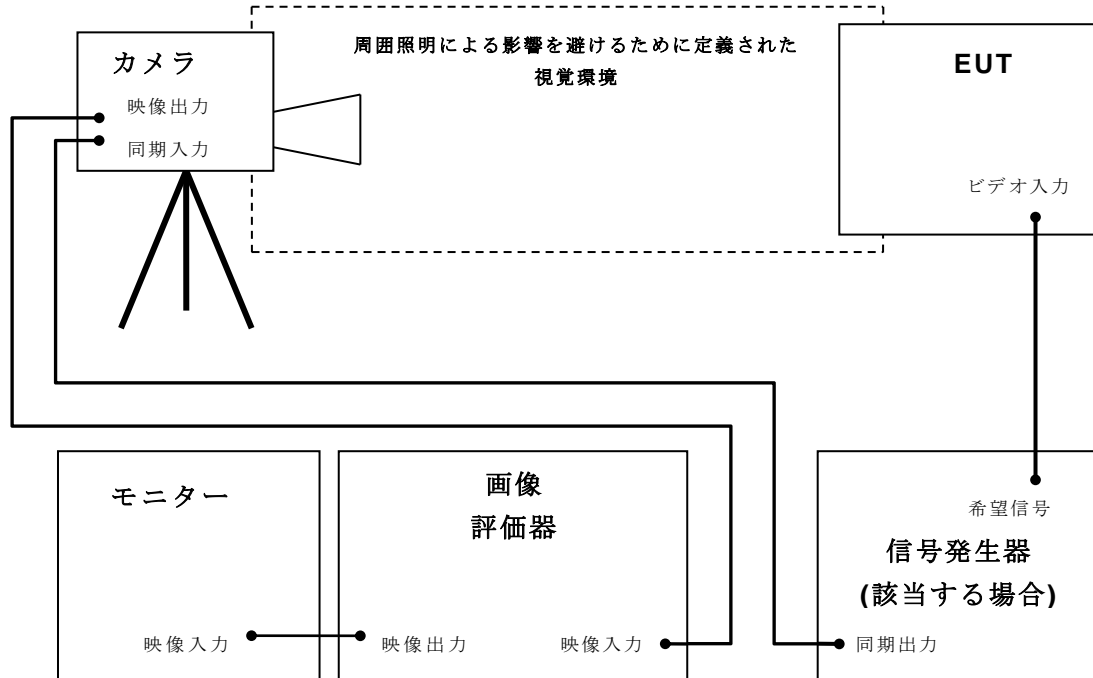 周囲照明による影響を避けるために定義された
視覚環境
カメラ
映像出力
同期入力
EUT
ビデオ入力
モニター
映像入力
画像
評価器
映像出力
映像入力
希望信号
信号発生器
(該当する場合)
同期出力